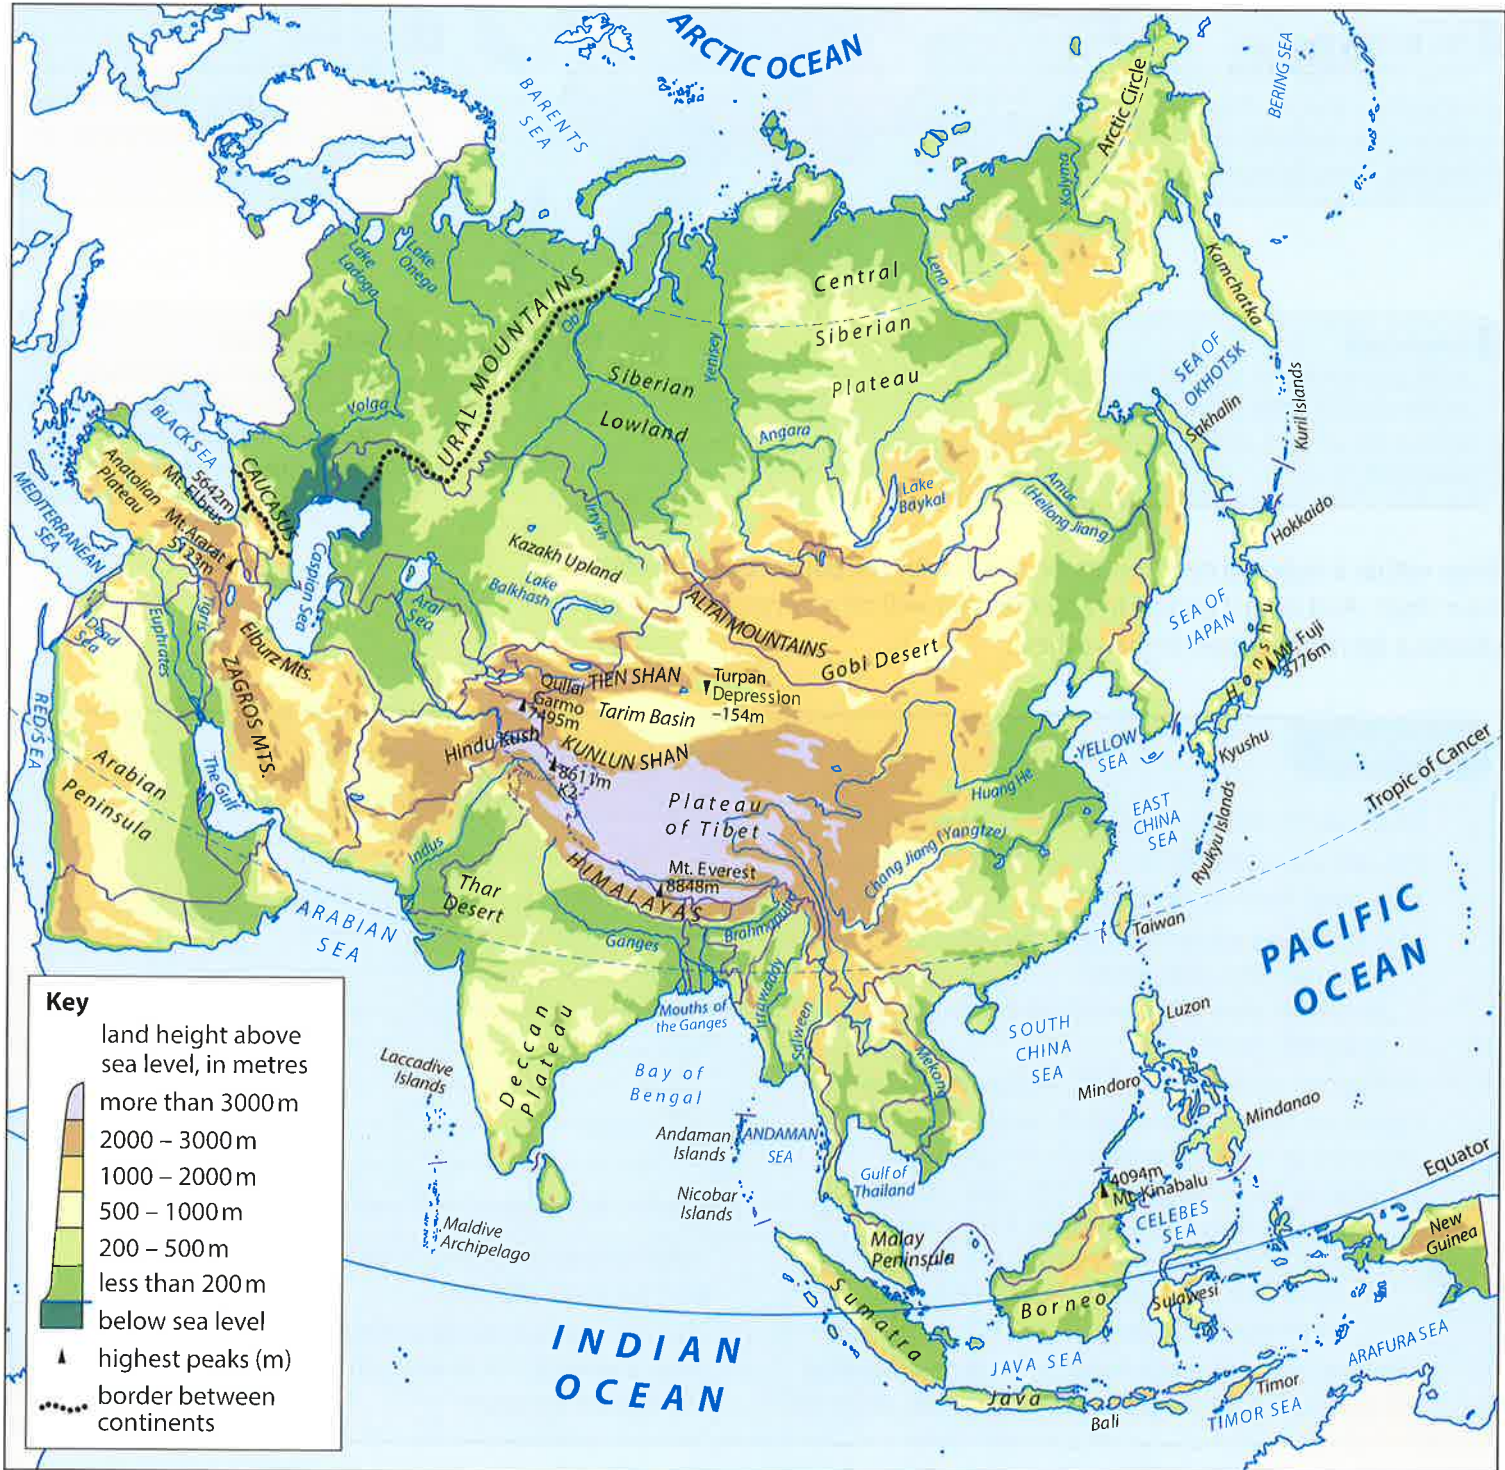 ARCTIC OCEAN
BARENTS
SEA
BERING SEA
Arctic Circle
Kolyma
Lake
Ladoga
Lake
Onega
Ob
URAL MOUNTAINS
Central
Siberian
Plateau
Lena
Yenisey
Kamchatka
SEA OF
OKHOTSK
Sakhalin
Kuril Islands
Siberian
Lowland
Volga
Angara
Irtysh
Lake
Baykal
Amur
(Heilong Jiang)
Hokkaido
BLACK SEA
CAUCASUS
5642m
Mt. Elbrus
Anatolian
Plateau
Mt. Ararat
5123m
MEDITERRANEAN
SEA
Caspian Sea
Aral
Sea
Kazakh Upland
Lake
Balkhash
ALTAI MOUNTAINS
Gobi Desert
SEA OF
JAPAN
Honshu
Mt. Fuji
3776m
Dead
Sea
Euphrates
Tigris
Elburz Mts.
ZAGROS MTS.
Qullai
Garmo
7495m
TIEN SHAN
Turpan
Depression
-154m
Tarim Basin
Hindu Kush
KUNLUN SHAN
8611m
K2
Plateau
of Tibet
Huang He
YELLOW
SEA
Kyushu
Tropic of Cancer
RED SEA
Arabian
Peninsula
The Gulf
Indus
Thar
Desert
HIMALAYAS
Mt. Everest
8848m
Chang Jiang (Yangtze)
EAST
CHINA
SEA
Ryukyu Islands
ARABIAN
SEA
Ganges
Brahmaputra
Taiwan
PACIFIC
OCEAN
Mouths of
the Ganges
Irrawaddy
Salween
Mekong
SOUTH
CHINA
SEA
Luzon
Deccan
Plateau
Laccadive
Islands
Bay of
Bengal
Mindoro
Mindanao
Andaman
Islands
ANDAMAN
SEA
Gulf of
Thailand
Nicobar
Islands
4094m
Mt. Kinabalu
CELEBES
SEA
Equator
Maldive
Archipelago
Malay
Peninsula
New
Guinea
Sumatra
Borneo
Sulawesi
INDIAN
OCEAN
JAVA SEA
ARAFURA SEA
Java
Bali
Timor
TIMOR SEA
Key
land height above
sea level, in metres
more than 3000 m
2000 – 3000 m
1000 – 2000 m
500 – 1000 m
200 – 500 m
less than 200 m
below sea level
highest peaks (m)
border between
continents